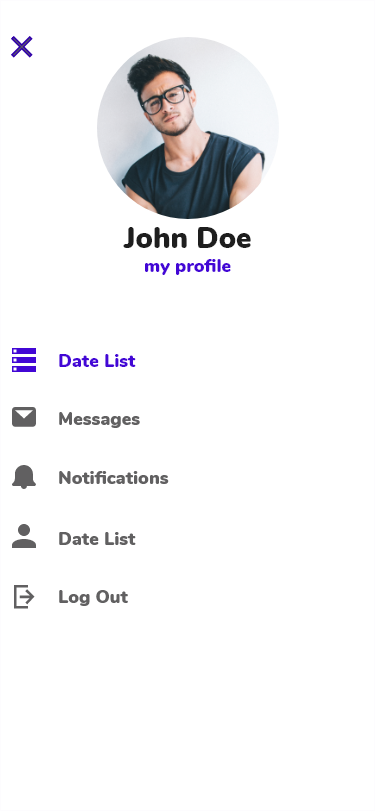 John Doe
my profile
Date List
Messages
Notifications
Date List
Log Out